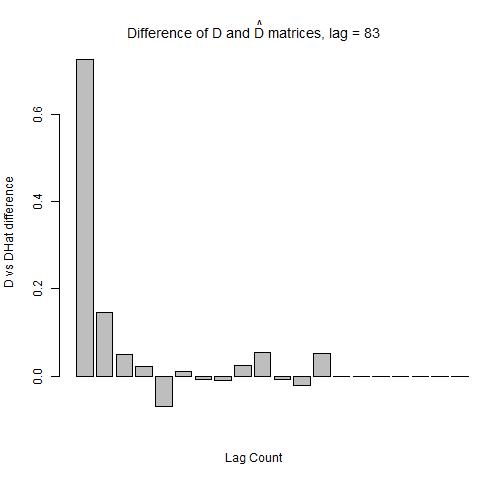 Difference of D and D̂ matrices, lag = 83
D vs DHat difference
0.6
0.4
0.2
0.0
Lag Count